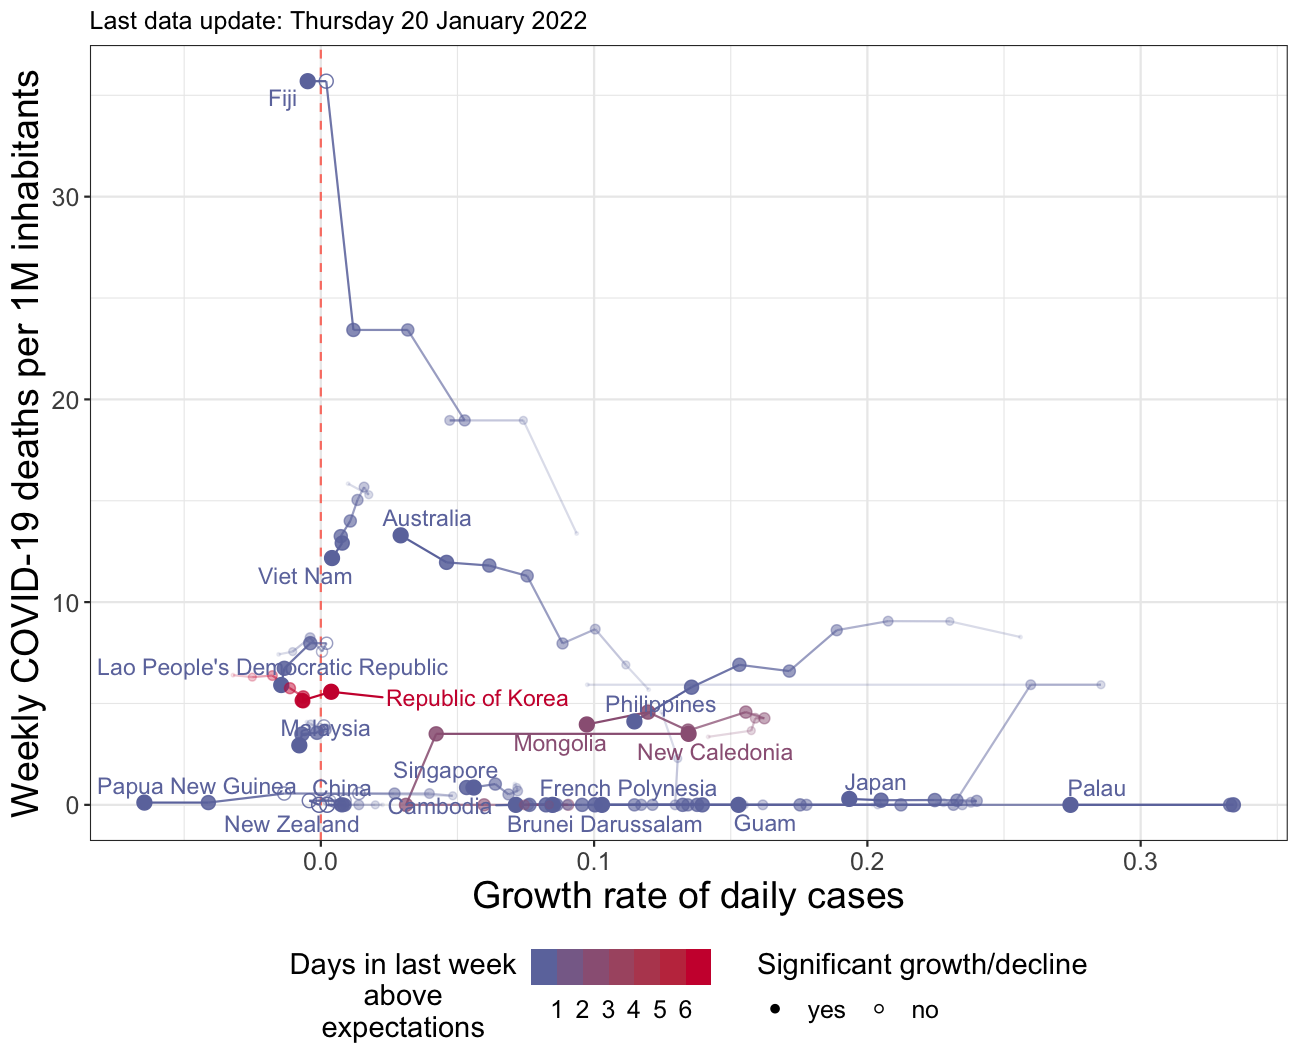 Last data update: Thursday 20 January 2022
Weekly COVID-19 deaths per 1M inhabitants
30
20
10
0
Fiji
Australia
Viet Nam
Lao People's Democratic Republic
Republic of Korea
Philippines
Malaysia
Mongolia
New Caledonia
Singapore
Papua New Guinea
China
French Polynesia
Japan
Palau
Cambodia
New Zealand
Brunei Darussalam
Guam
0.0
0.1
0.2
0.3
Growth rate of daily cases
Days in last week
above
expectations
1 2 3 4 5 6
Significant growth/decline
yes
no